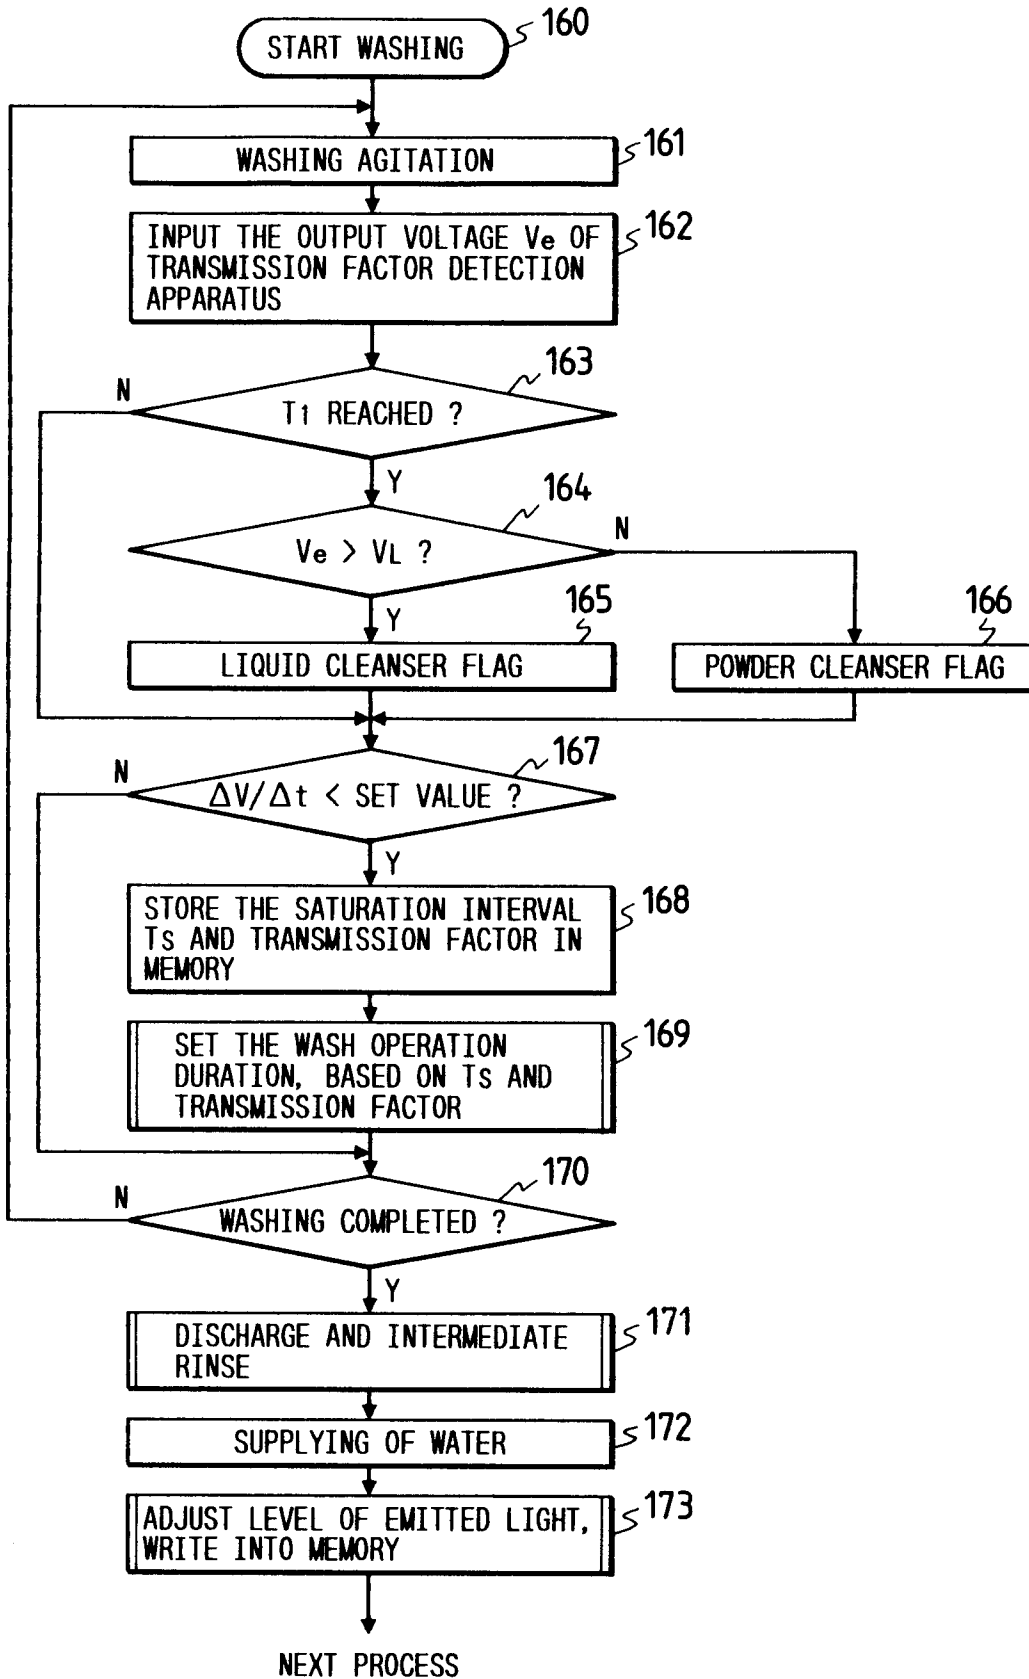 START WASHING
160
WASHING AGITATION
161
INPUT THE OUTPUT VOLTAGE Ve OF
TRANSMISSION FACTOR DETECTION
APPARATUS
162
T1 REACHED ?
163
N
Y
Ve > VL ?
164
N
Y
LIQUID CLEANSER FLAG
165
POWDER CLEANSER FLAG
166
ΔV/Δt < SET VALUE ?
167
N
Y
STORE THE SATURATION INTERVAL
Ts AND TRANSMISSION FACTOR IN
MEMORY
168
SET THE WASH OPERATION
DURATION, BASED ON Ts AND
TRANSMISSION FACTOR
169
WASHING COMPLETED ?
170
N
Y
DISCHARGE AND INTERMEDIATE
RINSE
171
SUPPLYING OF WATER
172
ADJUST LEVEL OF EMITTED LIGHT,
WRITE INTO MEMORY
173
NEXT PROCESS